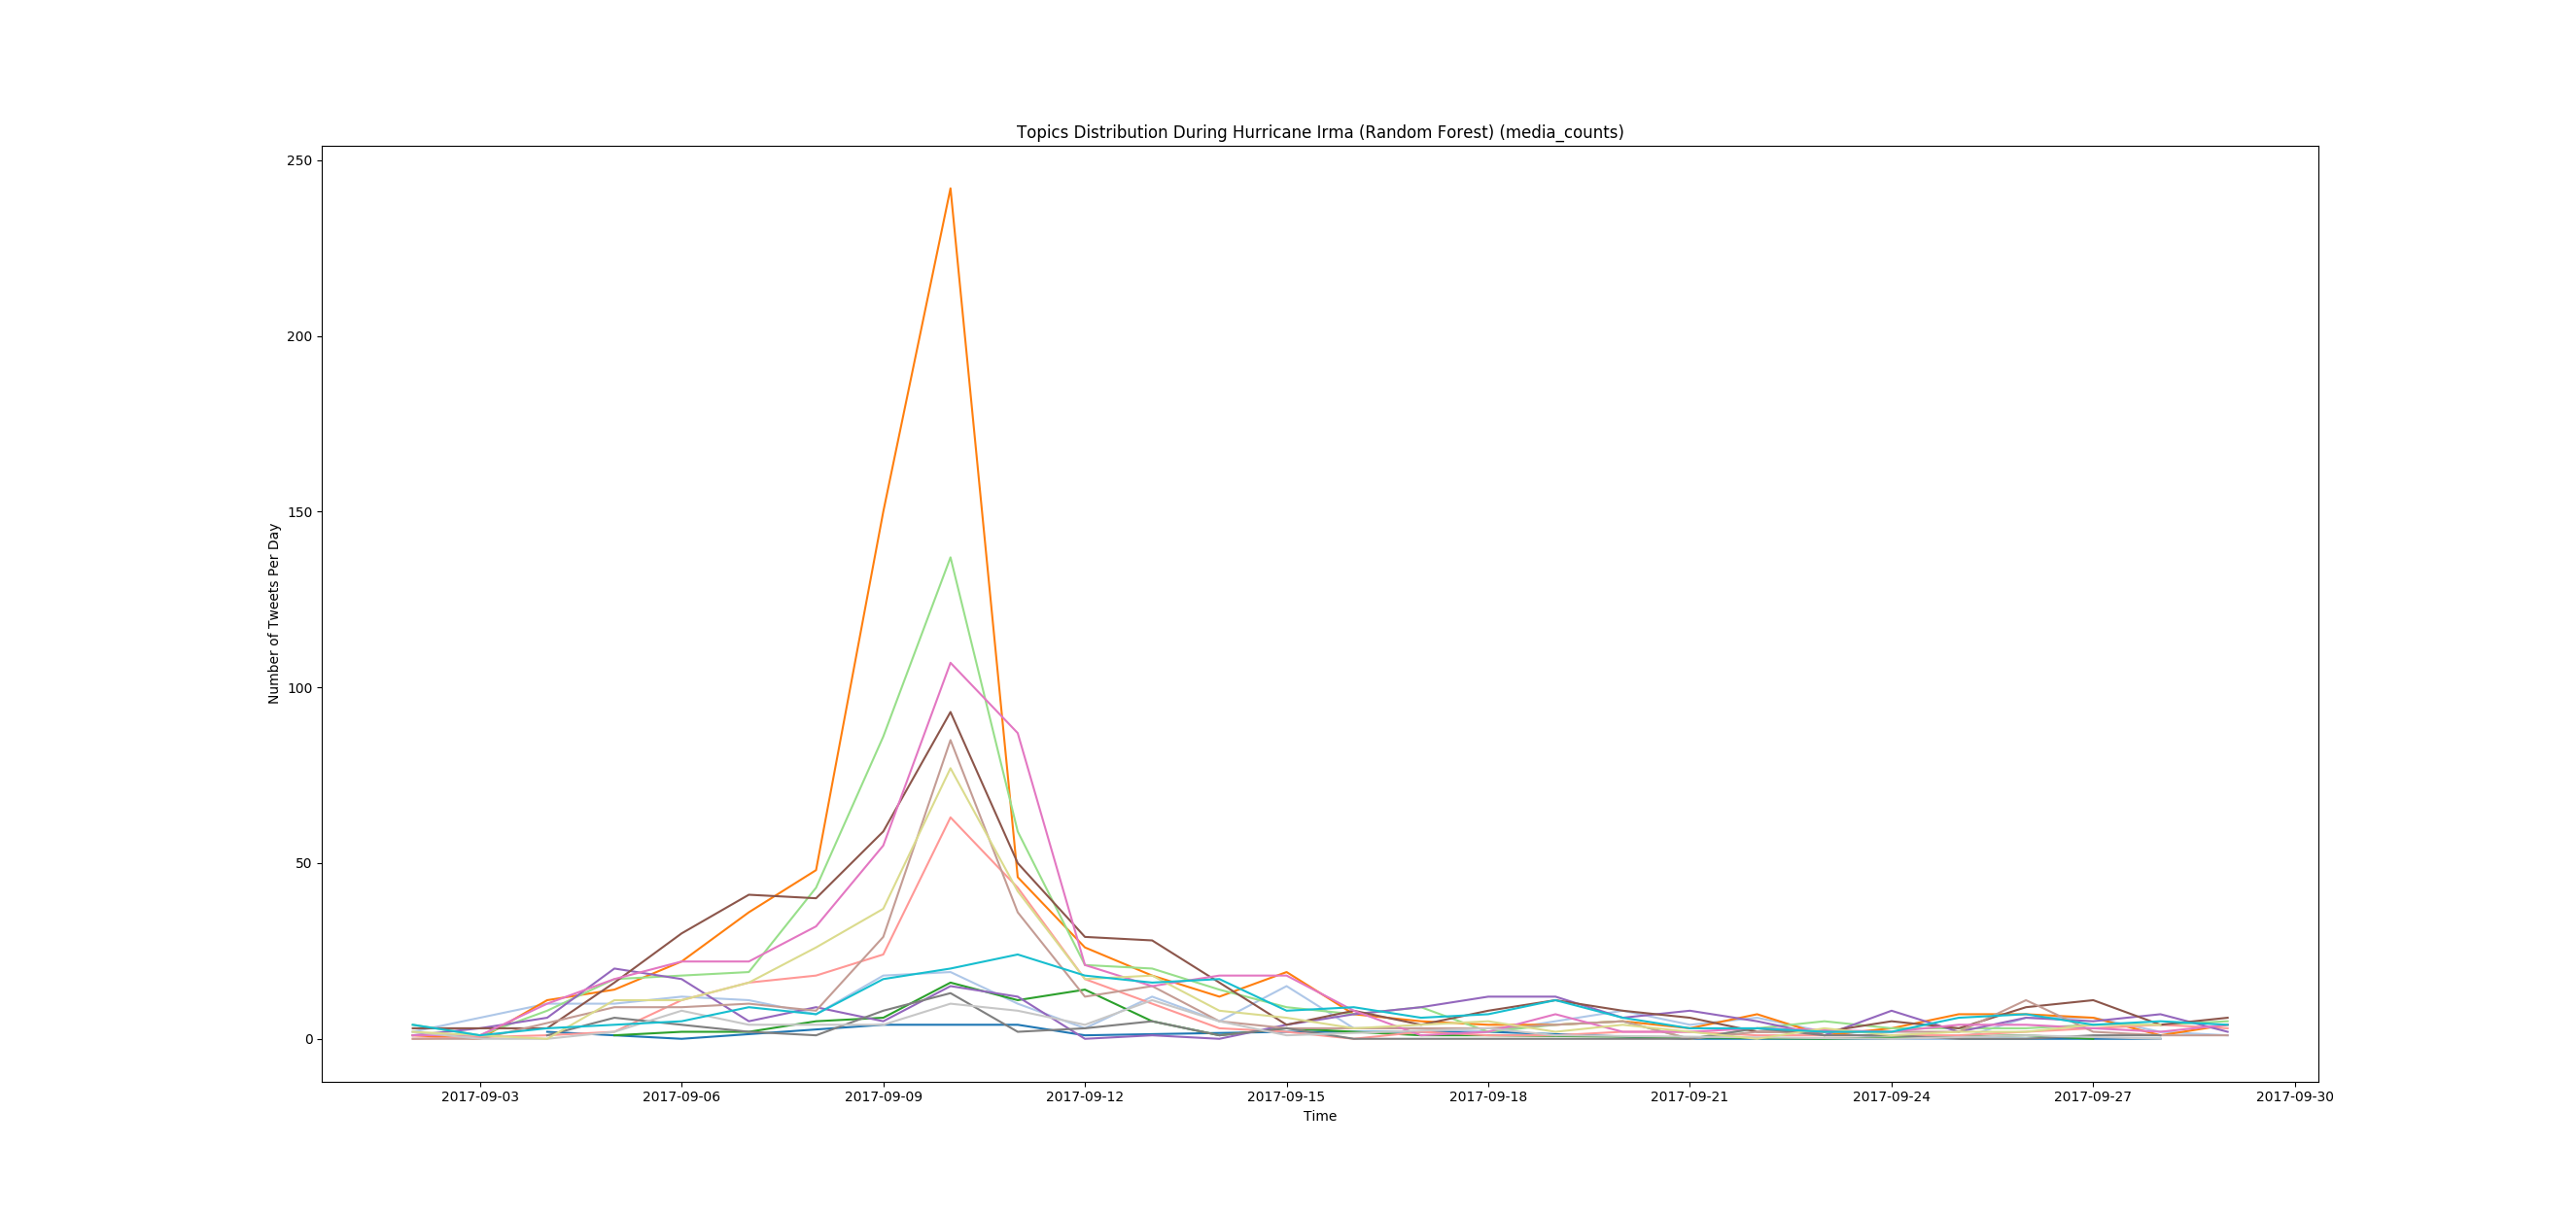 Topics Distribution During Hurricane Irma (Random Forest) (media_counts)
250
200
150
100
50
0
Number of Tweets Per Day
2017-09-03 2017-09-06 2017-09-09 2017-09-12 2017-09-15 2017-09-18 2017-09-21 2017-09-24 2017-09-27 2017-09-30
Time